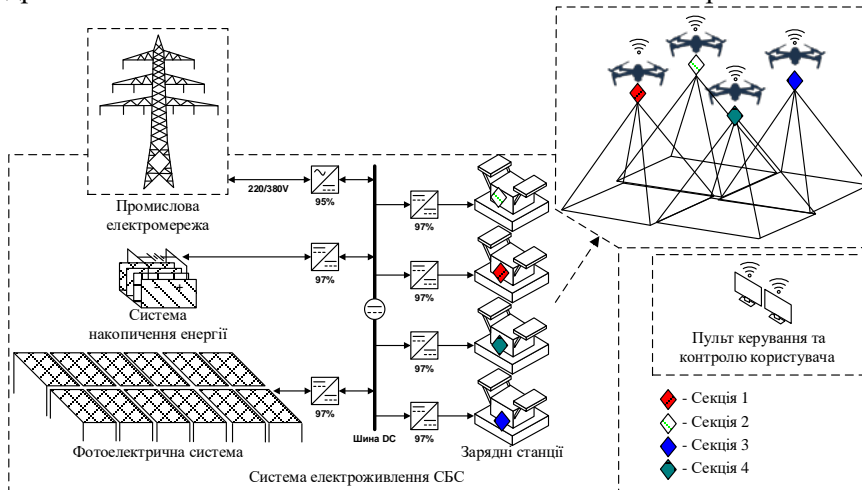 220/380V
95%
Промислова
електромережа
97%
97%
Система
накопичення енергії
97%
97%
Пульт керування та
контролю користувача
97%
97%
97%
- Секція 1
- Секція 2
- Секція 3
- Секція 4
Шина DC
Зарядні станції
Фотоелектрична система
Система електроживлення СБС